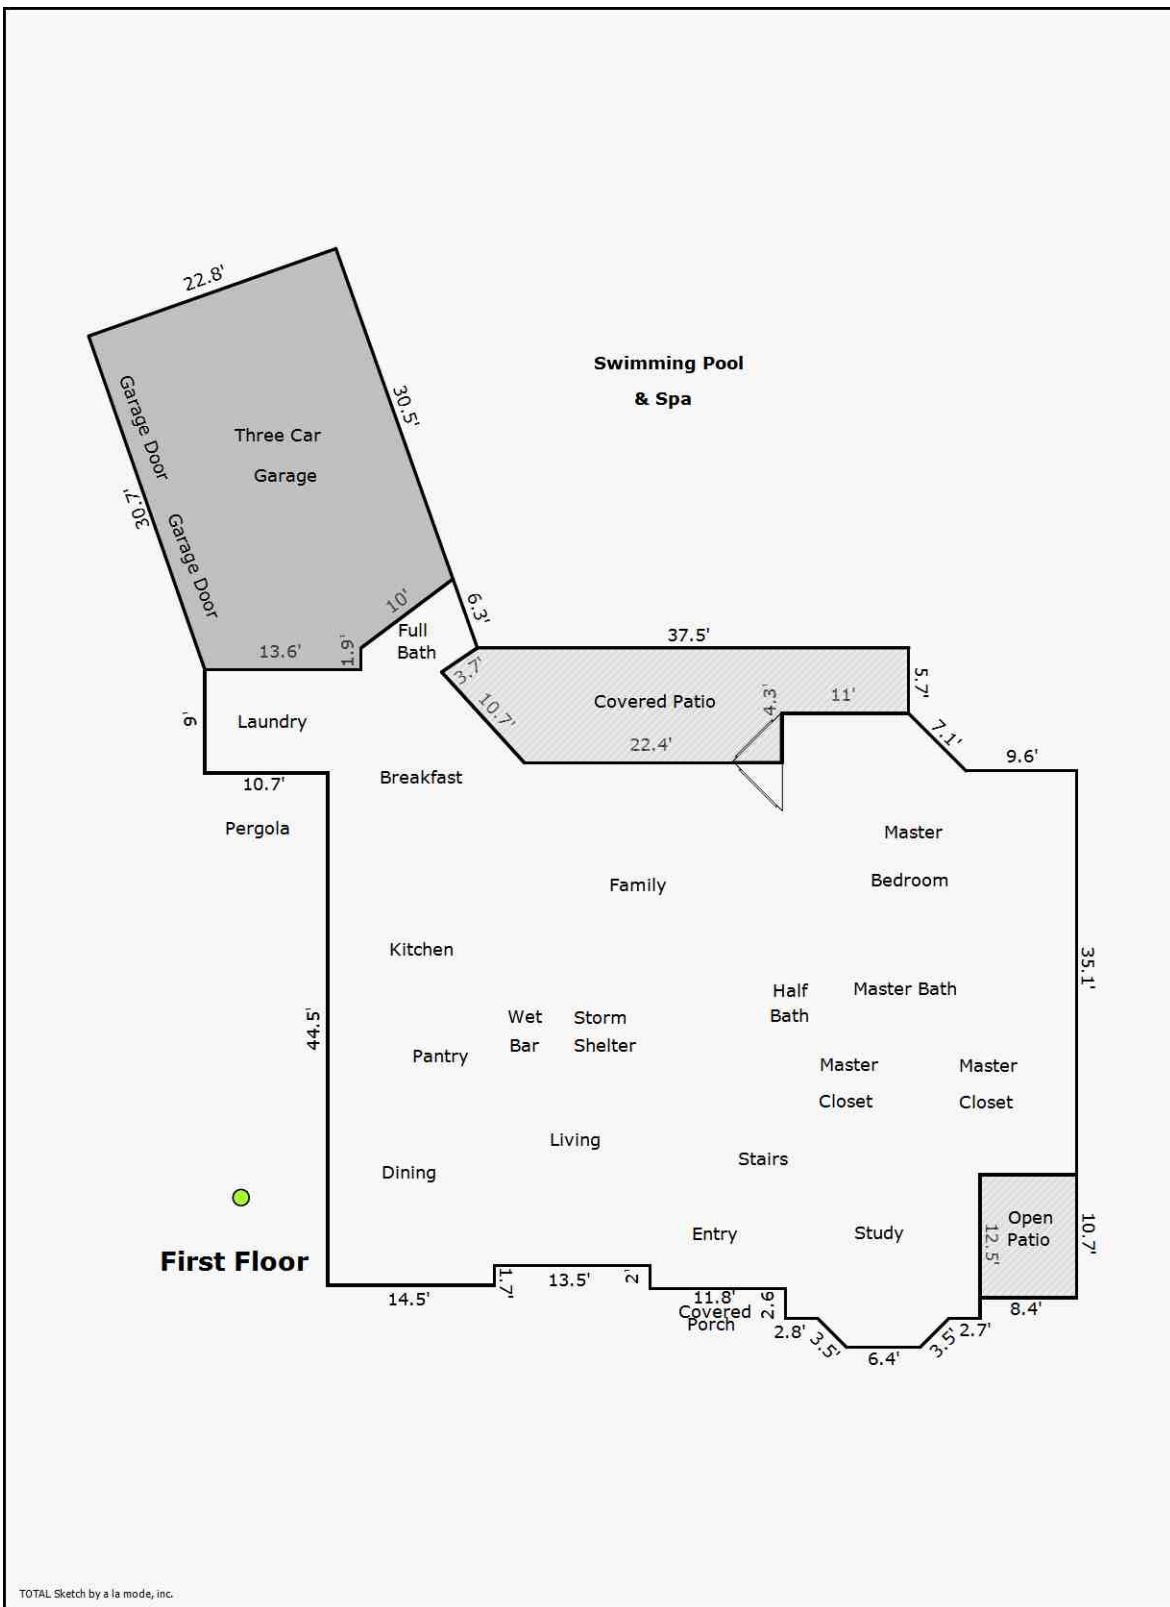 22.8'
Swimming Pool
& Spa
Garage Door
30.5'
Three Car
Garage
30.7'
Garage Door
10'
6.3'
Full
Bath
37.5'
13.6'
1.9'
3.7'
5.7'
4.3'
11'
Covered Patio
10.7'
9'
Laundry
7.1'
22.4'
9.6'
Breakfast
10.7'
Pergola
Master
Bedroom
Family
Kitchen
35.1'
Half
Bath
Master Bath
Wet
Bar
Storm
Shelter
44.5'
Pantry
Master
Closet
Master
Closet
Living
Stairs
Dining
Open
Patio
10.7'
12.5'
Entry
Study
First Floor
1.7'
13.5'
2'
14.5'
11.8'
2.6
Covered
Porch
8.4'
2.8'
3.5'
6.4'
3.5'
2.7'
TOTAL Sketch by a la mode, inc.